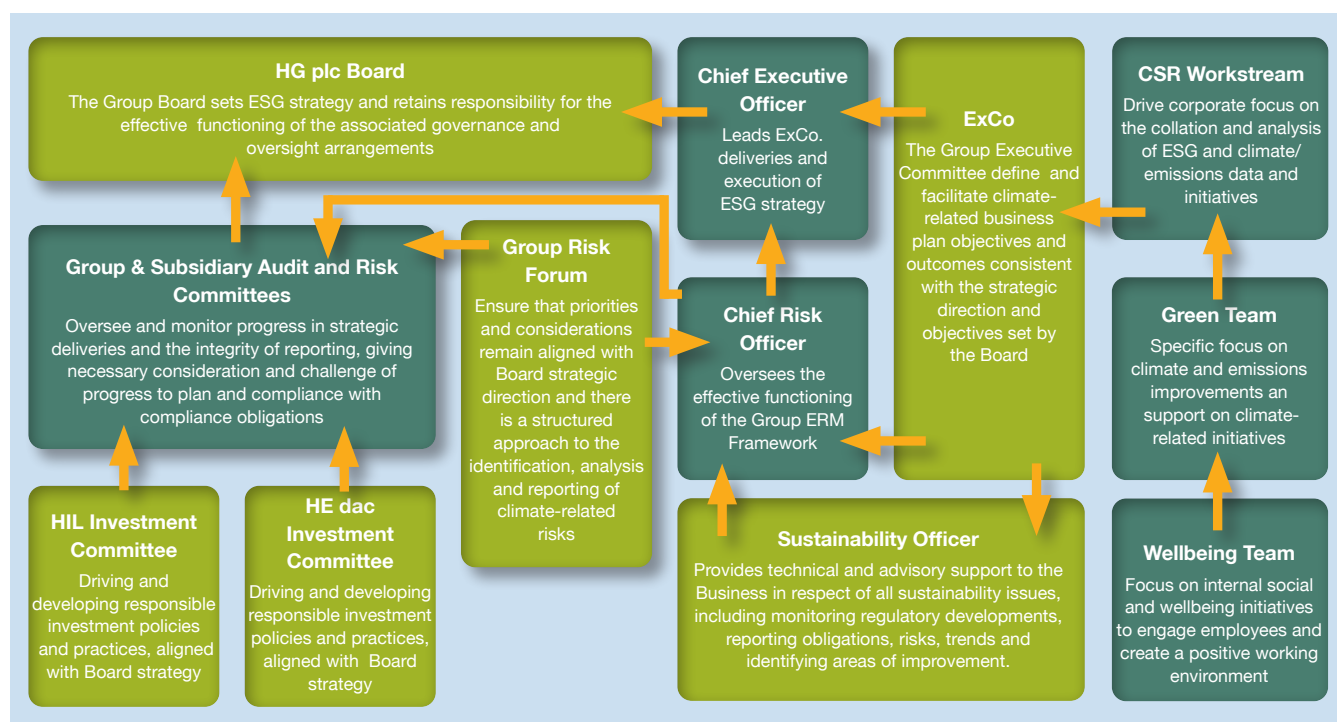 HG plc Board
The Group Board sets ESG strategy and retains responsibility for the
effective  functioning of the associated governance and
oversight arrangements
Chief Executive
Officer
Leads ExCo.
deliveries and
execution of
ESG strategy
ExCo
The Group Executive
Committee define  and
facilitate climate-
related business
plan objectives and
outcomes consistent
with the strategic
direction and
objectives set by
the Board
CSR Workstream
Drive corporate focus on
the collation and analysis
of ESG and climate/
emissions data and
initiatives
Group & Subsidiary Audit and Risk
Committees
Oversee and monitor progress in strategic
deliveries and the integrity of reporting, giving
necessary consideration and challenge of
progress to plan and compliance with
compliance obligations
Group Risk
Forum
Ensure that priorities
and considerations
remain aligned with
Board strategic
direction and there
is a structured
approach to the
identification, analysis
and reporting of
climate-related
risks
Chief Risk
Officer
Oversees the
effective functioning
of the Group ERM
Framework
Green Team
Specific focus on
climate and emissions
improvements an
support on climate-
related initiatives
HIL Investment
Committee
Driving and
developing responsible
investment policies
and practices, aligned
with Board strategy
HE dac
Investment
Committee
Driving and developing
responsible investment
policies and practices,
aligned with  Board
strategy
Sustainability Officer
Provides technical and advisory support to the
Business in respect of all sustainability issues,
including monitoring regulatory developments,
reporting obligations, risks, trends and
identifying areas of improvement.
Wellbeing Team
Focus on internal social
and wellbeing initiatives
to engage employees and
create a positive working
environment